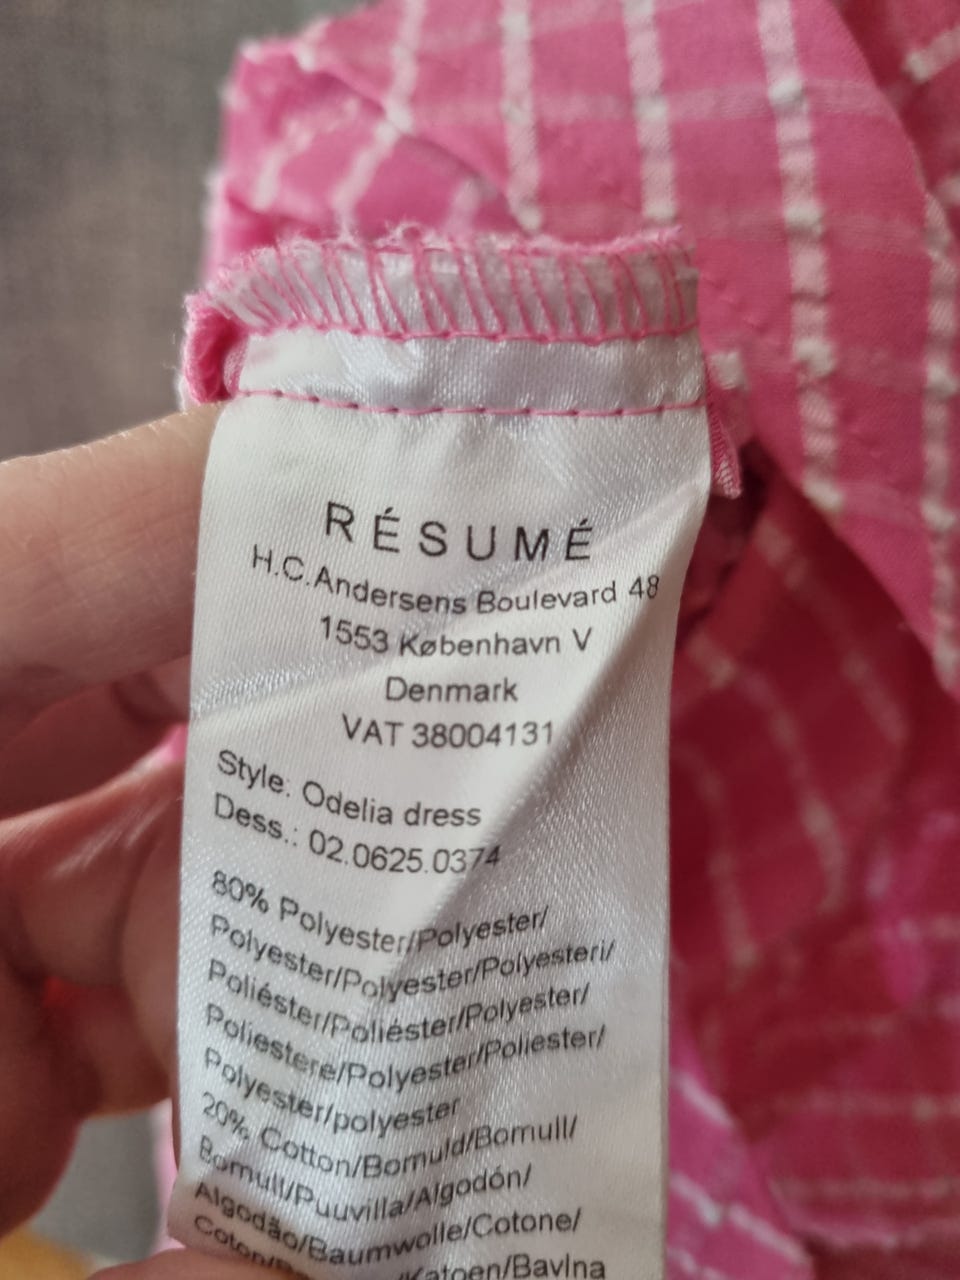 RÉSUMÉ
H.C.Andersens Boulevard 48
1553 København V
Denmark
VAT 38004131
Style: Odelia dress
Dess.: 02.0625.0374
80% Polyester/Polyester/
Polyester/Polyester/Polyesteri/
Poliéster/Poliéster/Polyester/
Poliestere/Polyester/Poliester/
Polyester/polyester
20% Cotton/Bomuld/Bomull/
Bomull/Puuvilla/Algodón/
Algodão/Baumwolle/Cotone/
/Katoen/Bavlna